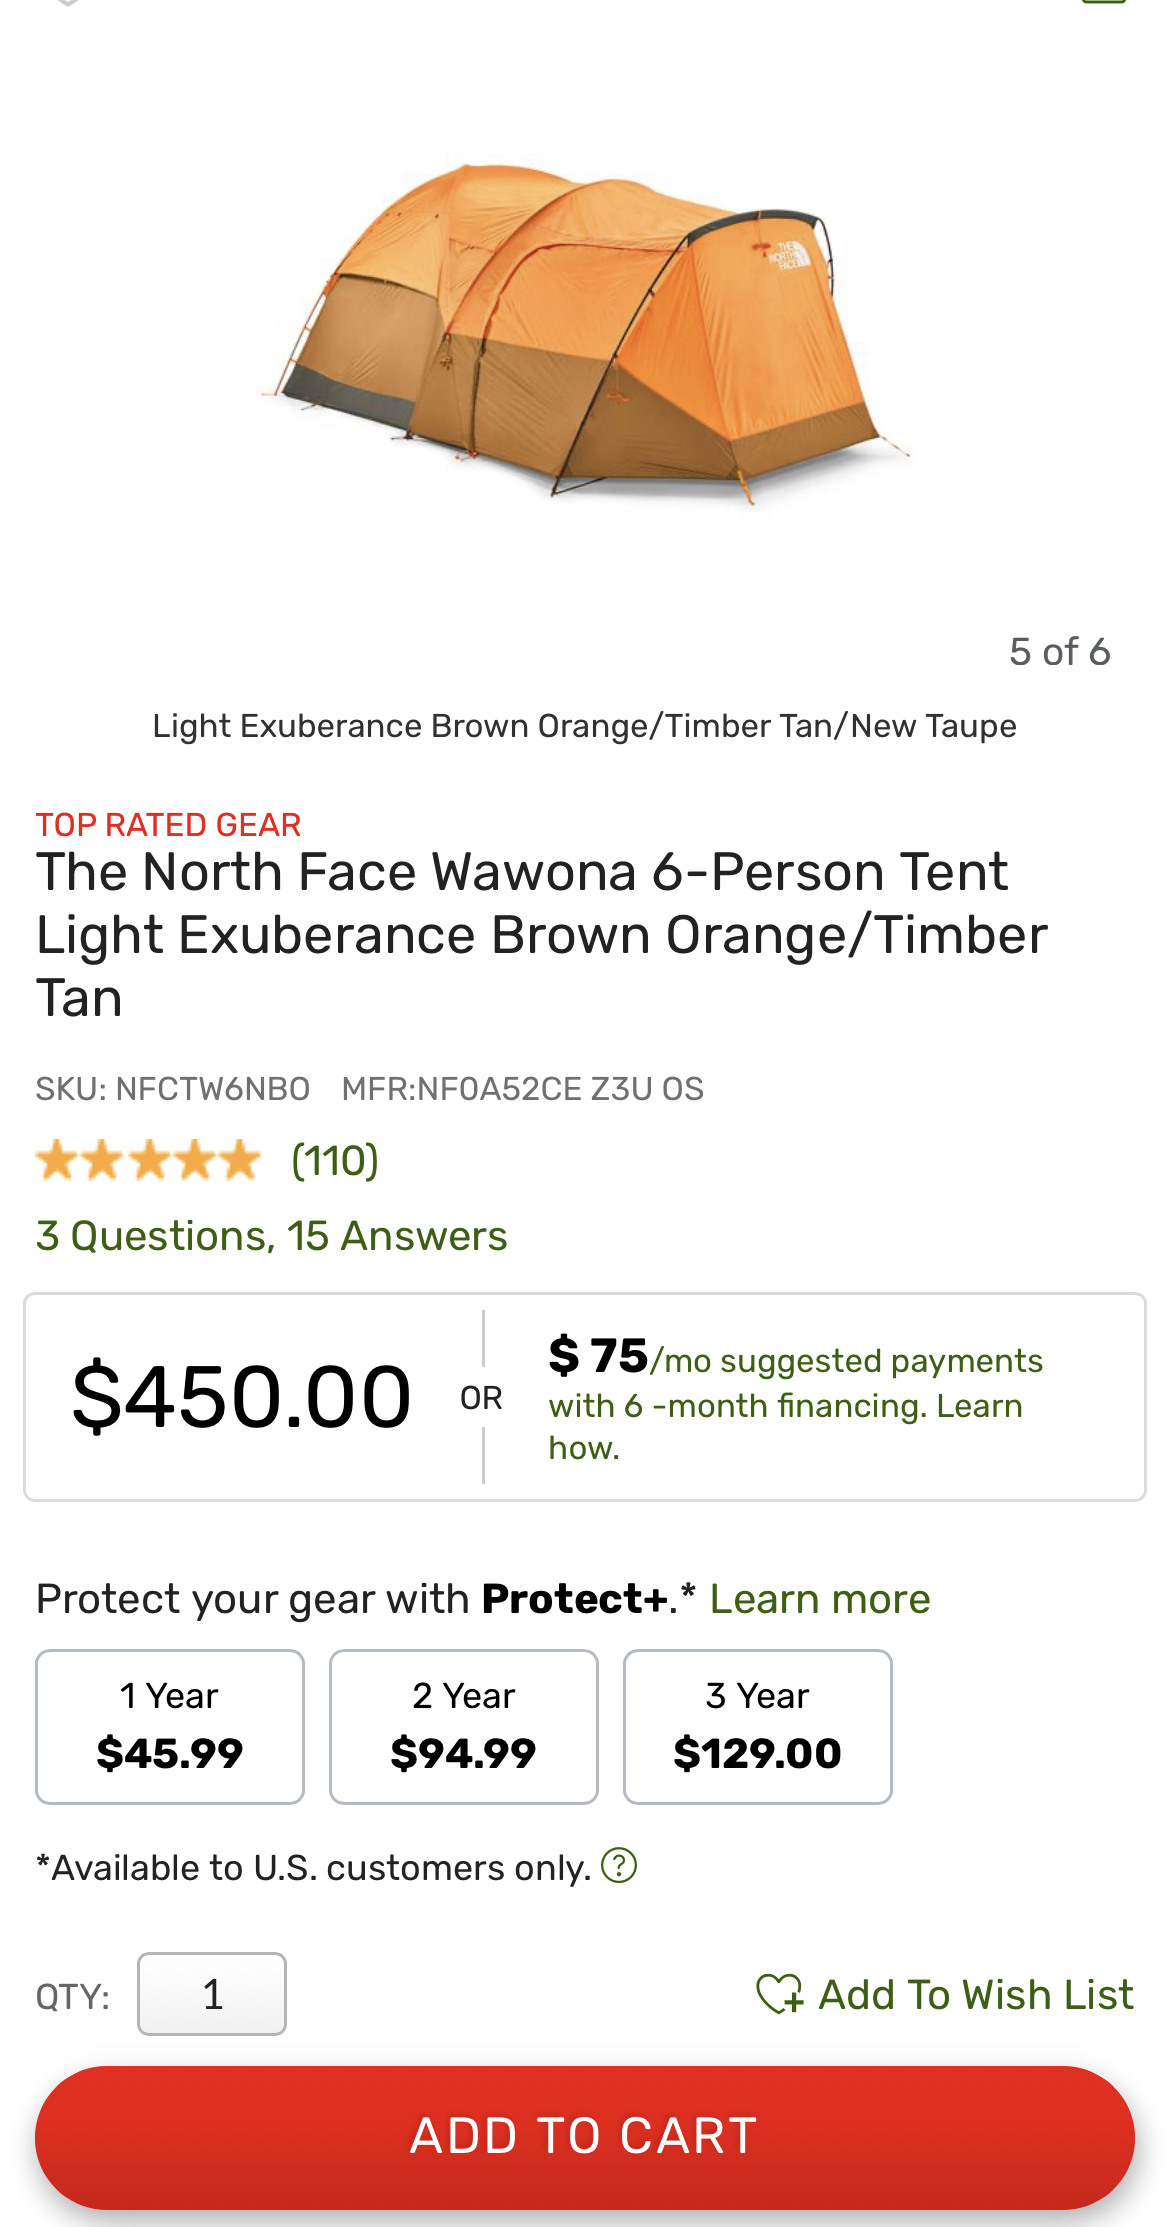 THE
NORTH
FACE
5 of 6
Light Exuberance Brown Orange/Timber Tan/New Taupe
TOP RATED GEAR
The North Face Wawona 6-Person Tent
Light Exuberance Brown Orange/Timber
Tan
SKU: NFCTW6NBO MFR:NF0A52CE Z3U OS
(110)
3 Questions, 15 Answers
$450.00
OR
$ 75/mo suggested payments
with 6 -month financing. Learn
how.
Protect your gear with Protect+.* Learn more
1 Year
$45.99
2 Year
$94.99
3 Year
$129.00
*Available to U.S. customers only. ?
QTY: 1
Add To Wish List
ADD TO CART